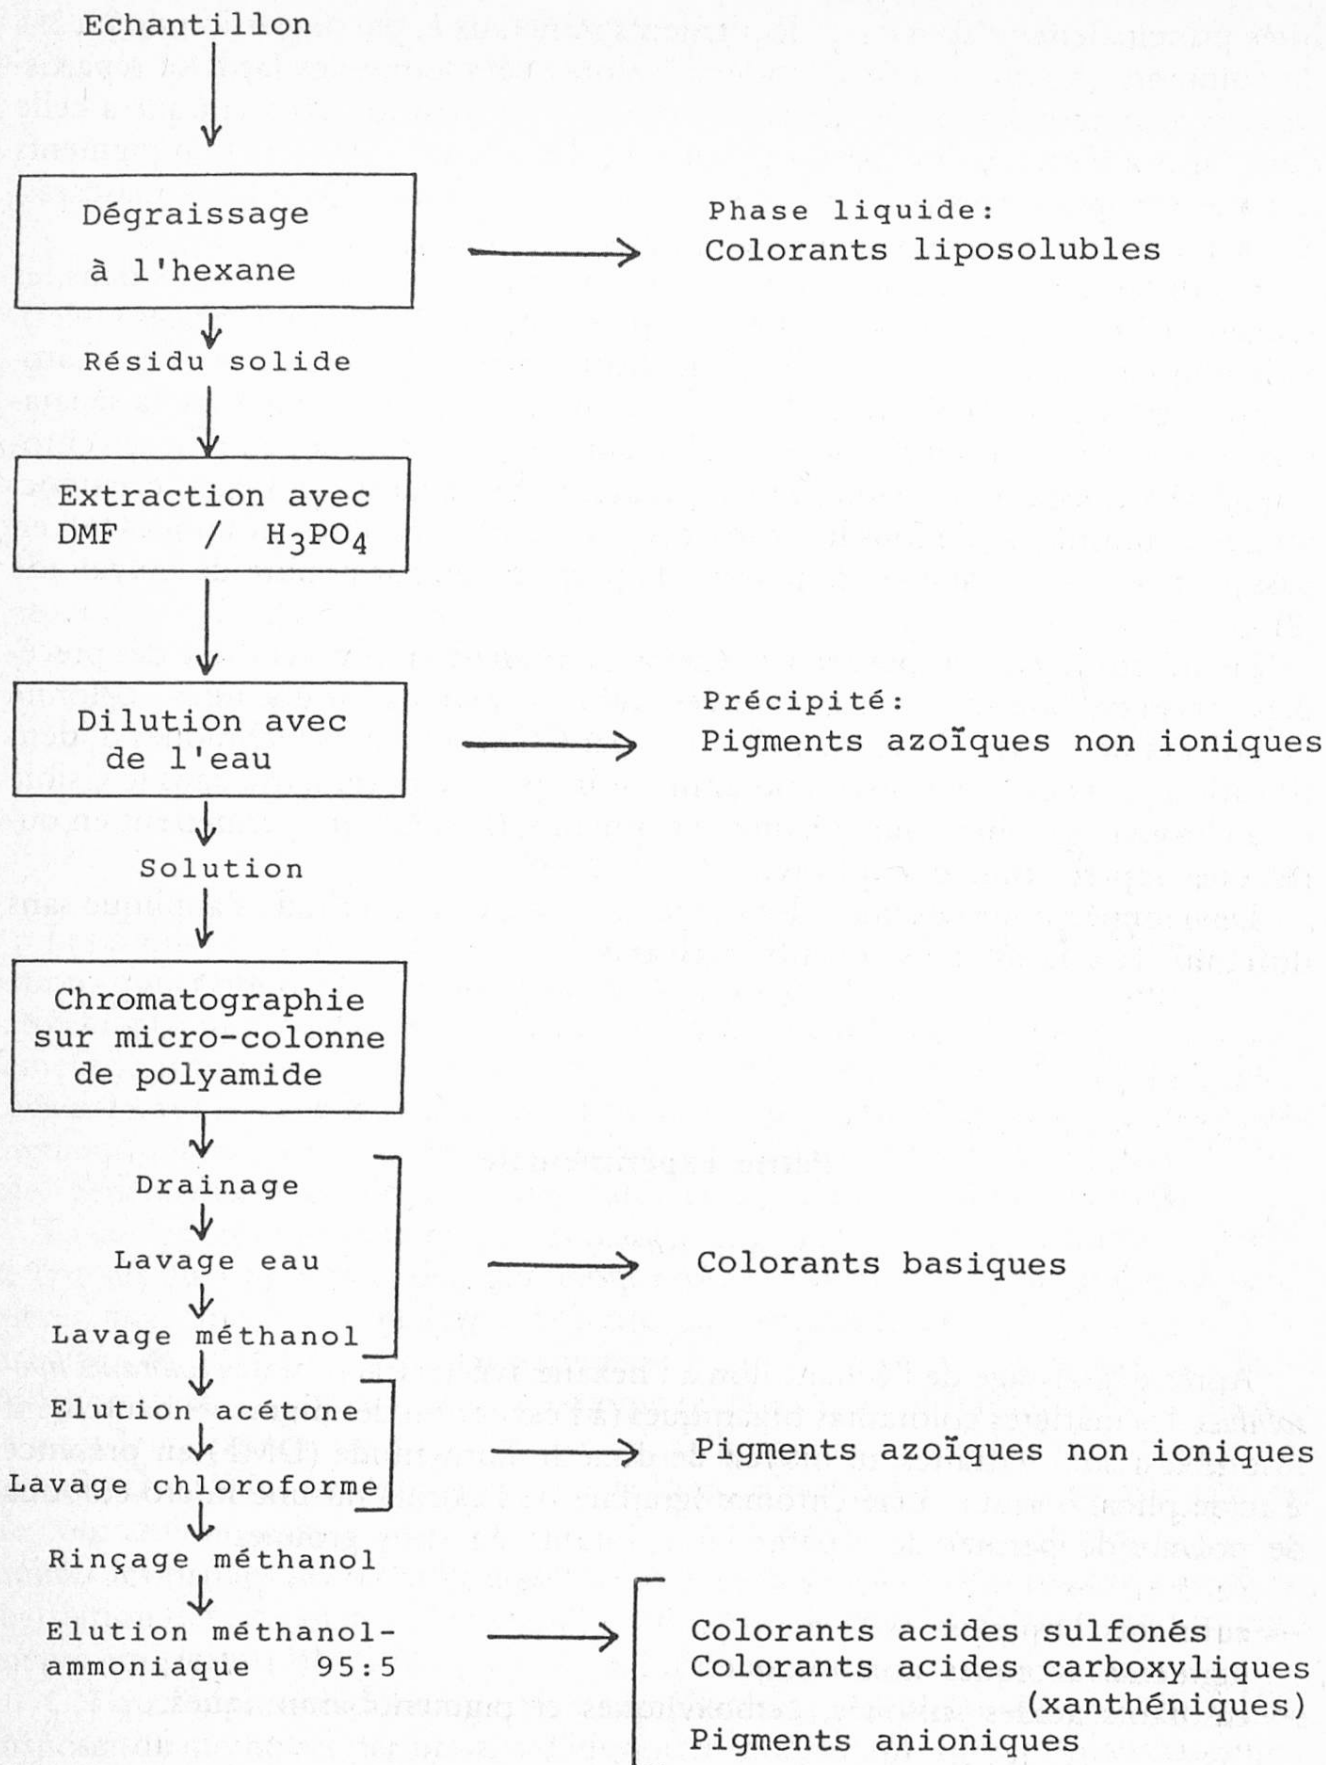 Echantillon
Dégraissage
à l'hexane
Phase liquide:
Colorants liposolubles
Résidu solide
Extraction avec
DMF / H3PO4
Dilution avec
de l'eau
Précipité:
Pigments azoïques non ioniques
Solution
Chromatographie
sur micro-colonne
de polyamide
Drainage
Lavage eau
Lavage méthanol
Colorants basiques
Elution acétone
Lavage chloroforme
Pigments azoïques non ioniques
Rinçage méthanol
Elution méthanol-
ammoniaque 95:5
Colorants acides sulfonés
Colorants acides carboxyliques
(xanthéniques)
Pigments anioniques